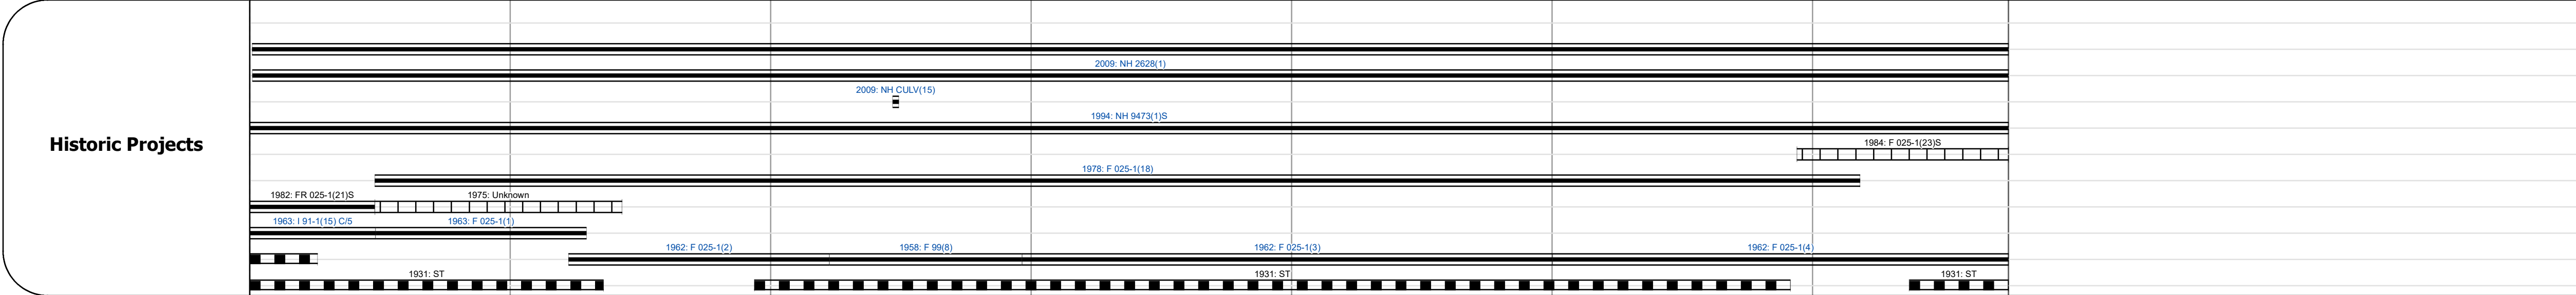 Historic Projects
2009: NH 2628(1)
2009: NH CULV(15)
1994: NH 9473(1)S
1984: F 025-1(23)S
1978: F 025-1(18)
1982: FR 025-1(21)S 1975: Unknown
1963: I 91-1(15) C/5 1963: F 025-1(1)
1962: F 025-1(2) 1958: F 99(8) 1962: F 025-1(3) 1962: F 025-1(4)
1931: ST 1931: ST 1931: ST